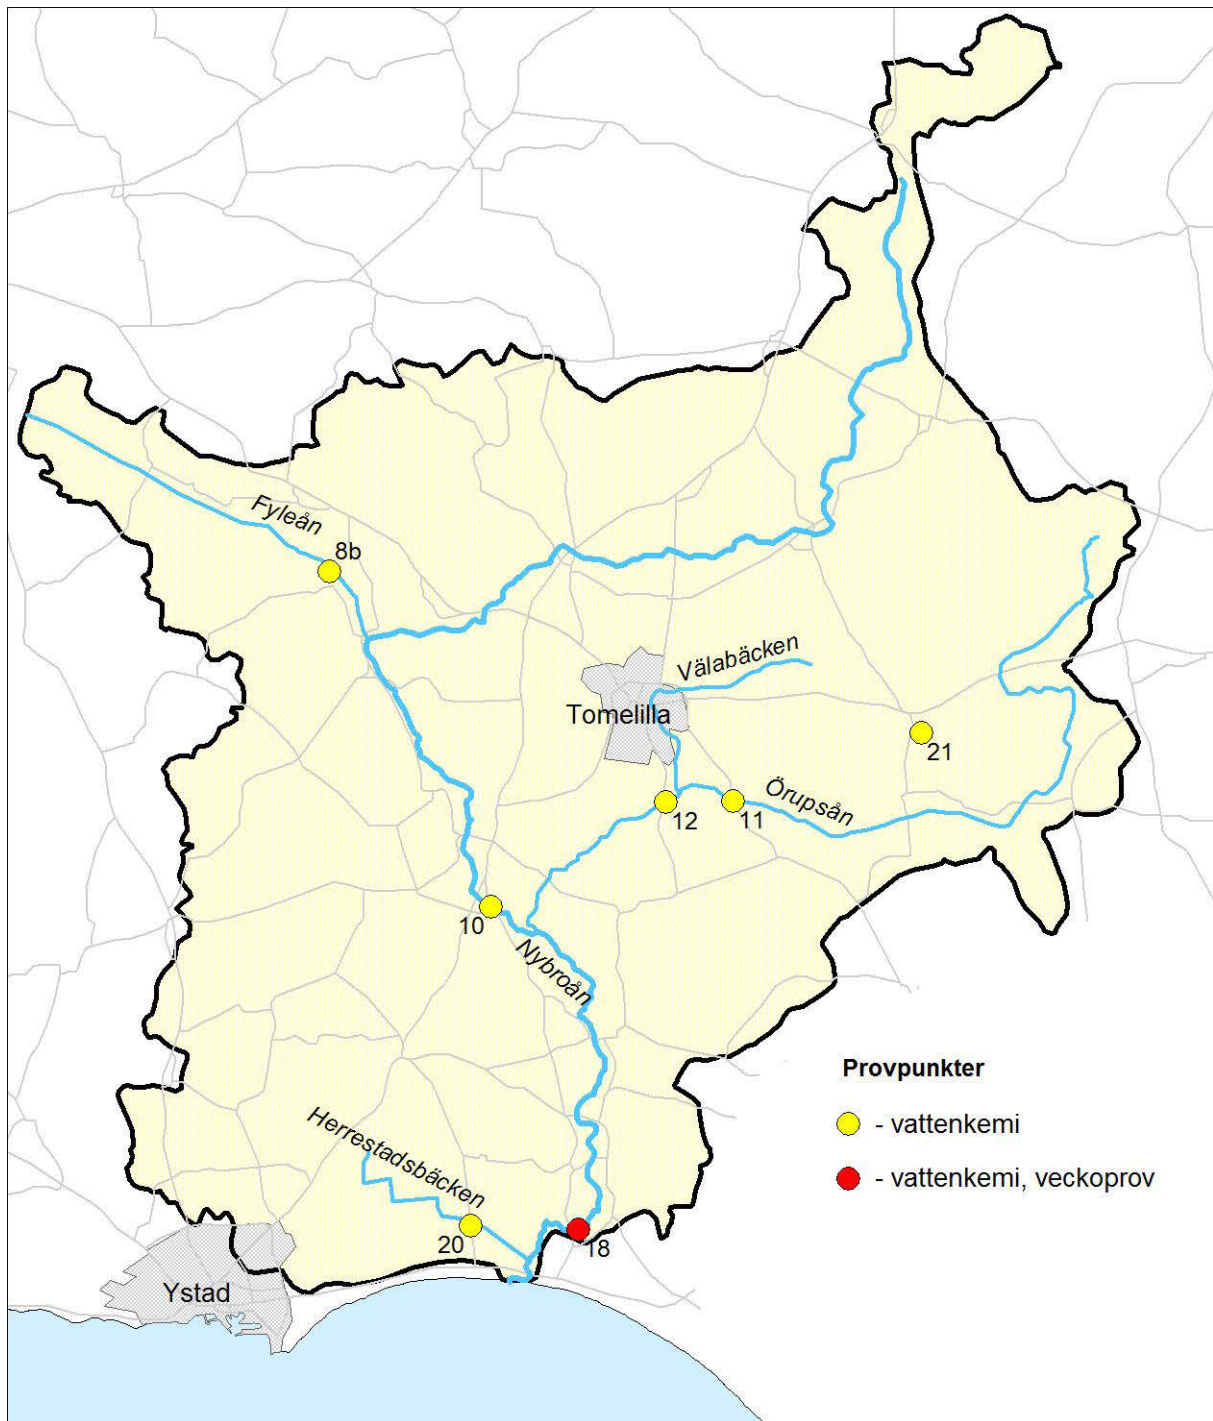 Fyleån
8b
Välabäcken
Tomelilla
21
Örupsån
12
11
10
Nybroån
Provpunkter
- vattenkemi
Herrestadsbäcken
- vattenkemi, veckoprov
20
18
Ystad